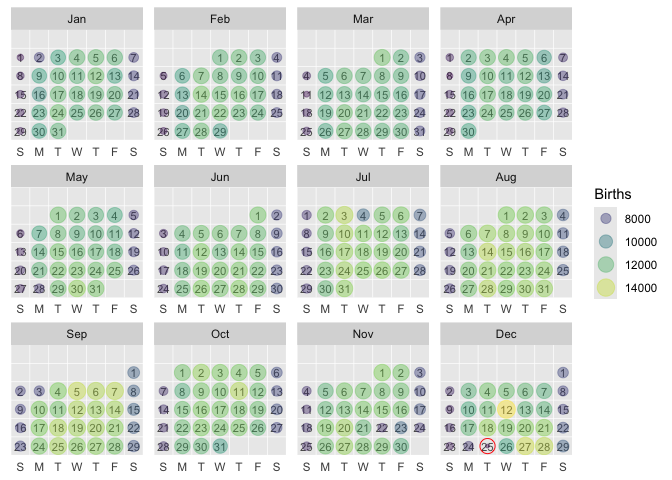 Jan
1 2 3 4 5 6 7
8 9 10 11 12 13 14
15 16 17 18 19 20 21
22 23 24 25 26 27 28
29 30 31
S M T W T F S
Feb
1 2 3 4
5 6 7 8 9 10 11
12 13 14 15 16 17 18
19 20 21 22 23 24 25
26 27 28 29
S M T W T F S
Mar
1 2 3
4 5 6 7 8 9 10
11 12 13 14 15 16 17
18 19 20 21 22 23 24
25 26 27 28 29 30 31
S M T W T F S
Apr
1 2 3 4 5 6 7
8 9 10 11 12 13 14
15 16 17 18 19 20 21
22 23 24 25 26 27 28
29 30
S M T W T F S
May
1 2 3 4 5
6 7 8 9 10 11 12
13 14 15 16 17 18 19
20 21 22 23 24 25 26
27 28 29 30 31
S M T W T F S
Jun
1 2
3 4 5 6 7 8 9
10 11 12 13 14 15 16
17 18 19 20 21 22 23
24 25 26 27 28 29 30
S M T W T F S
Jul
1 2 3 4 5 6 7
8 9 10 11 12 13 14
15 16 17 18 19 20 21
22 23 24 25 26 27 28
29 30 31
S M T W T F S
Aug
1 2 3 4
5 6 7 8 9 10 11
12 13 14 15 16 17 18
19 20 21 22 23 24 25
26 27 28 29 30 31
S M T W T F S
Sep
1
2 3 4 5 6 7 8
9 10 11 12 13 14 15
16 17 18 19 20 21 22
23 24 25 26 27 28 29
S M T W T F S
Oct
1 2 3 4 5 6
7 8 9 10 11 12 13
14 15 16 17 18 19 20
21 22 23 24 25 26 27
28 29 30 31
S M T W T F S
Nov
1 2 3
4 5 6 7 8 9 10
11 12 13 14 15 16 17
18 19 20 21 22 23 24
25 26 27 28 29 30
S M T W T F S
Dec
1
2 3 4 5 6 7 8
9 10 11 12 13 14 15
16 17 18 19 20 21 22
23 24 25 26 27 28 29
S M T W T F S
Births
8000
10000
12000
14000